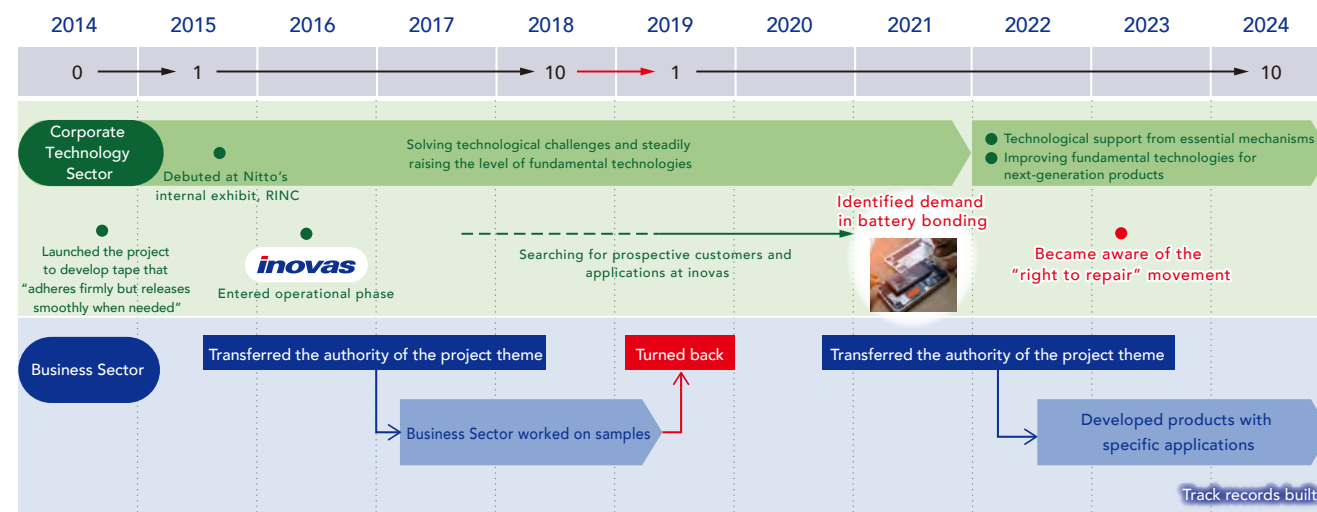 2014 2015 2016 2017 2018 2019 2020 2021 2022 2023 2024
0 1 10 1 10
Corporate
Technology
Sector
Solving technological challenges and steadily
raising the level of fundamental technologies
Technological support from essential mechanisms
Improving fundamental technologies for
next-generation products
Debuted at Nitto's
internal exhibit, RINC
Launched the project
to develop tape that
“adheres firmly but releases
smoothly when needed”
inovas
Entered operational phase
Searching for prospective customers and
applications at inovas
Identified demand
in battery bonding
Became aware of the
“right to repair” movement
Business Sector
Transferred the authority of the project theme
Turned back
Transferred the authority of the project theme
Business Sector worked on samples
Developed products with
specific applications
Track records built